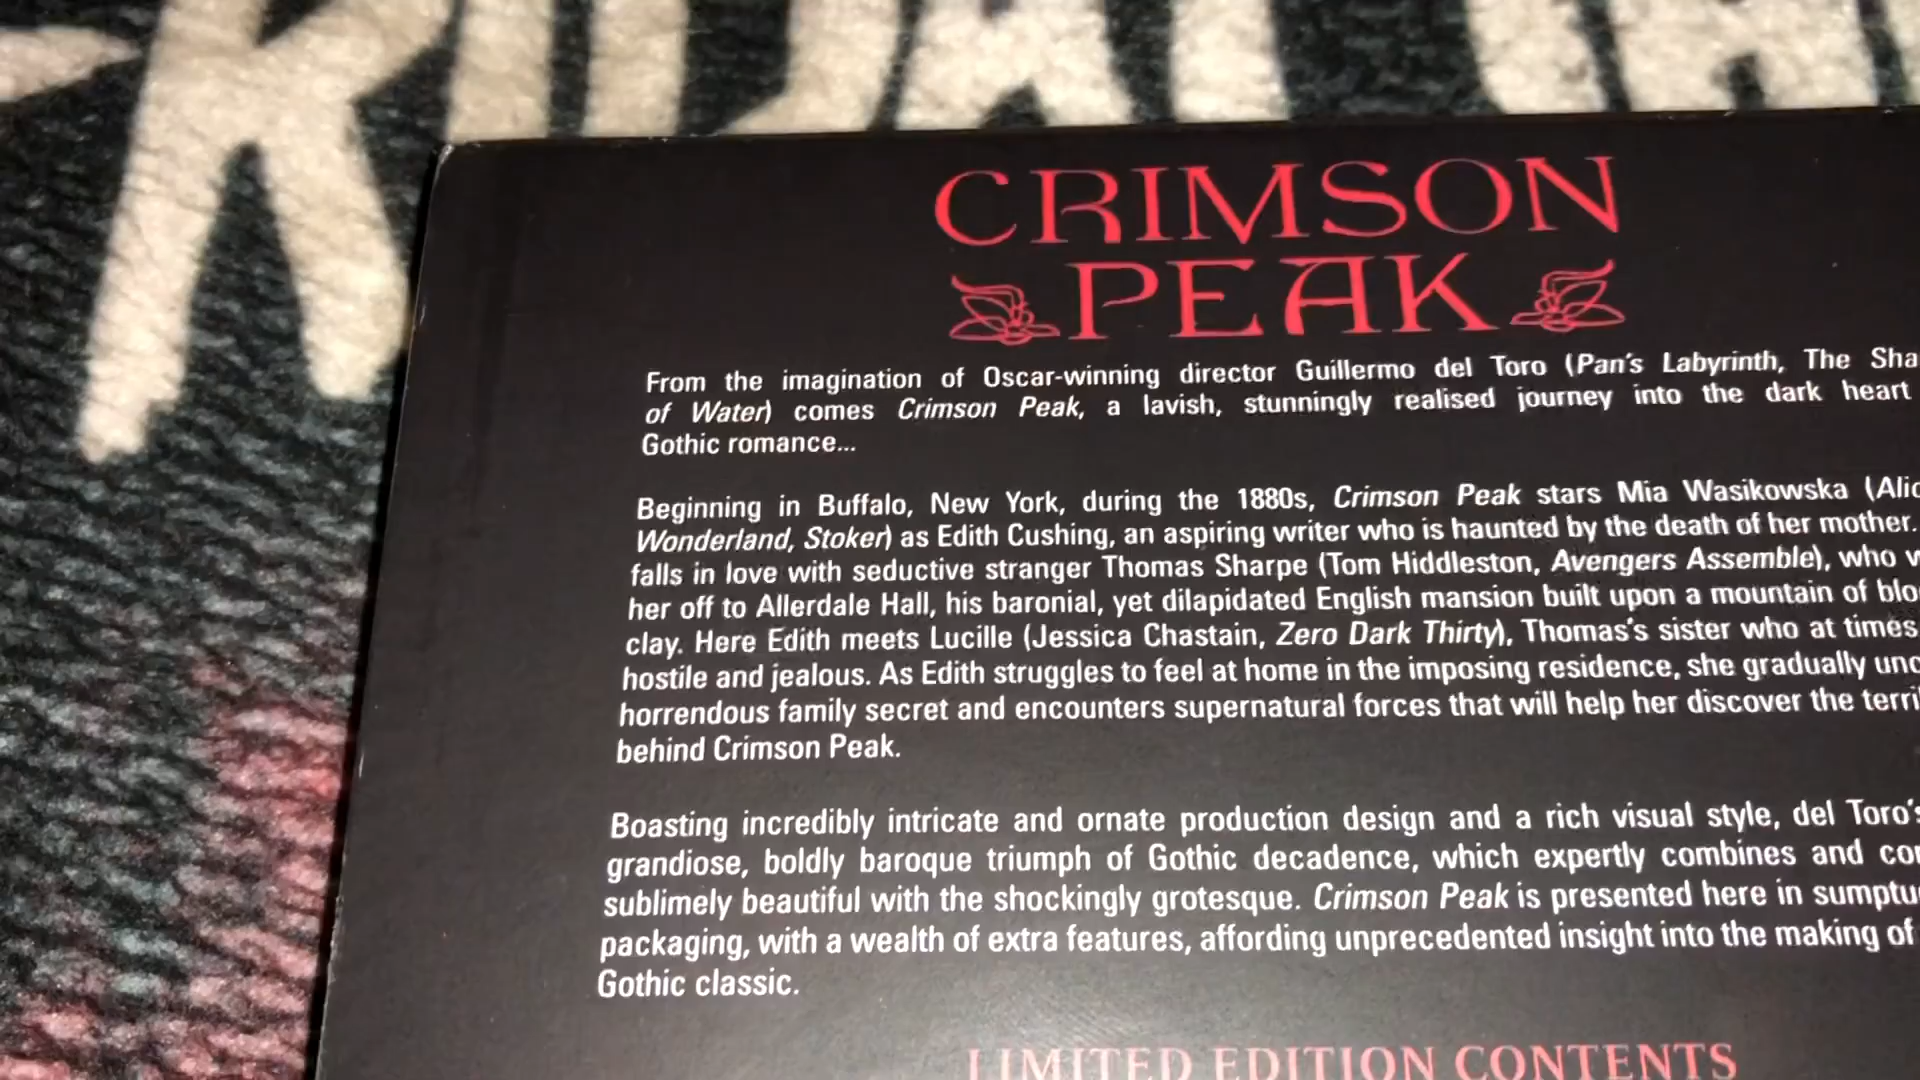 CRIMSON
PEAK
From the imagination of Oscar-winning director Guillermo del Toro (Pan's Labyrinth, The
of Water) comes Crimson Peak, a lavish, stunningly realised journey into the dark heart
Gothic romance...
Beginning in Buffalo, New York, during the 1880s, Crimson Peak stars Mia Wasikowska
Wonderland, Stoker) as Edith Cushing, an aspiring writer who is haunted by the death of her mother.
falls in love with seductive stranger Thomas Sharpe (Tom Hiddleston, Avengers Assemble), who
her off to Allerdale Hall, his baronial, yet dilapidated English mansion built upon a mountain of
clay. Here Edith meets Lucille (Jessica Chastain, Zero Dark Thirty), Thomas's sister who at times
hostile and jealous. As Edith struggles to feel at home in the imposing residence, she gradually
horrendous family secret and encounters supernatural forces that will help her discover the
behind Crimson Peak.
Boasting incredibly intricate and ornate production design and a rich visual style, del Toro's
grandiose, boldly baroque triumph of Gothic decadence, which expertly combines and
sublimely beautiful with the shockingly grotesque. Crimson Peak is presented here in
packaging, with a wealth of extra features, affording unprecedented insight into the making of
Gothic classic.
LIMITED EDITION CONTENTS